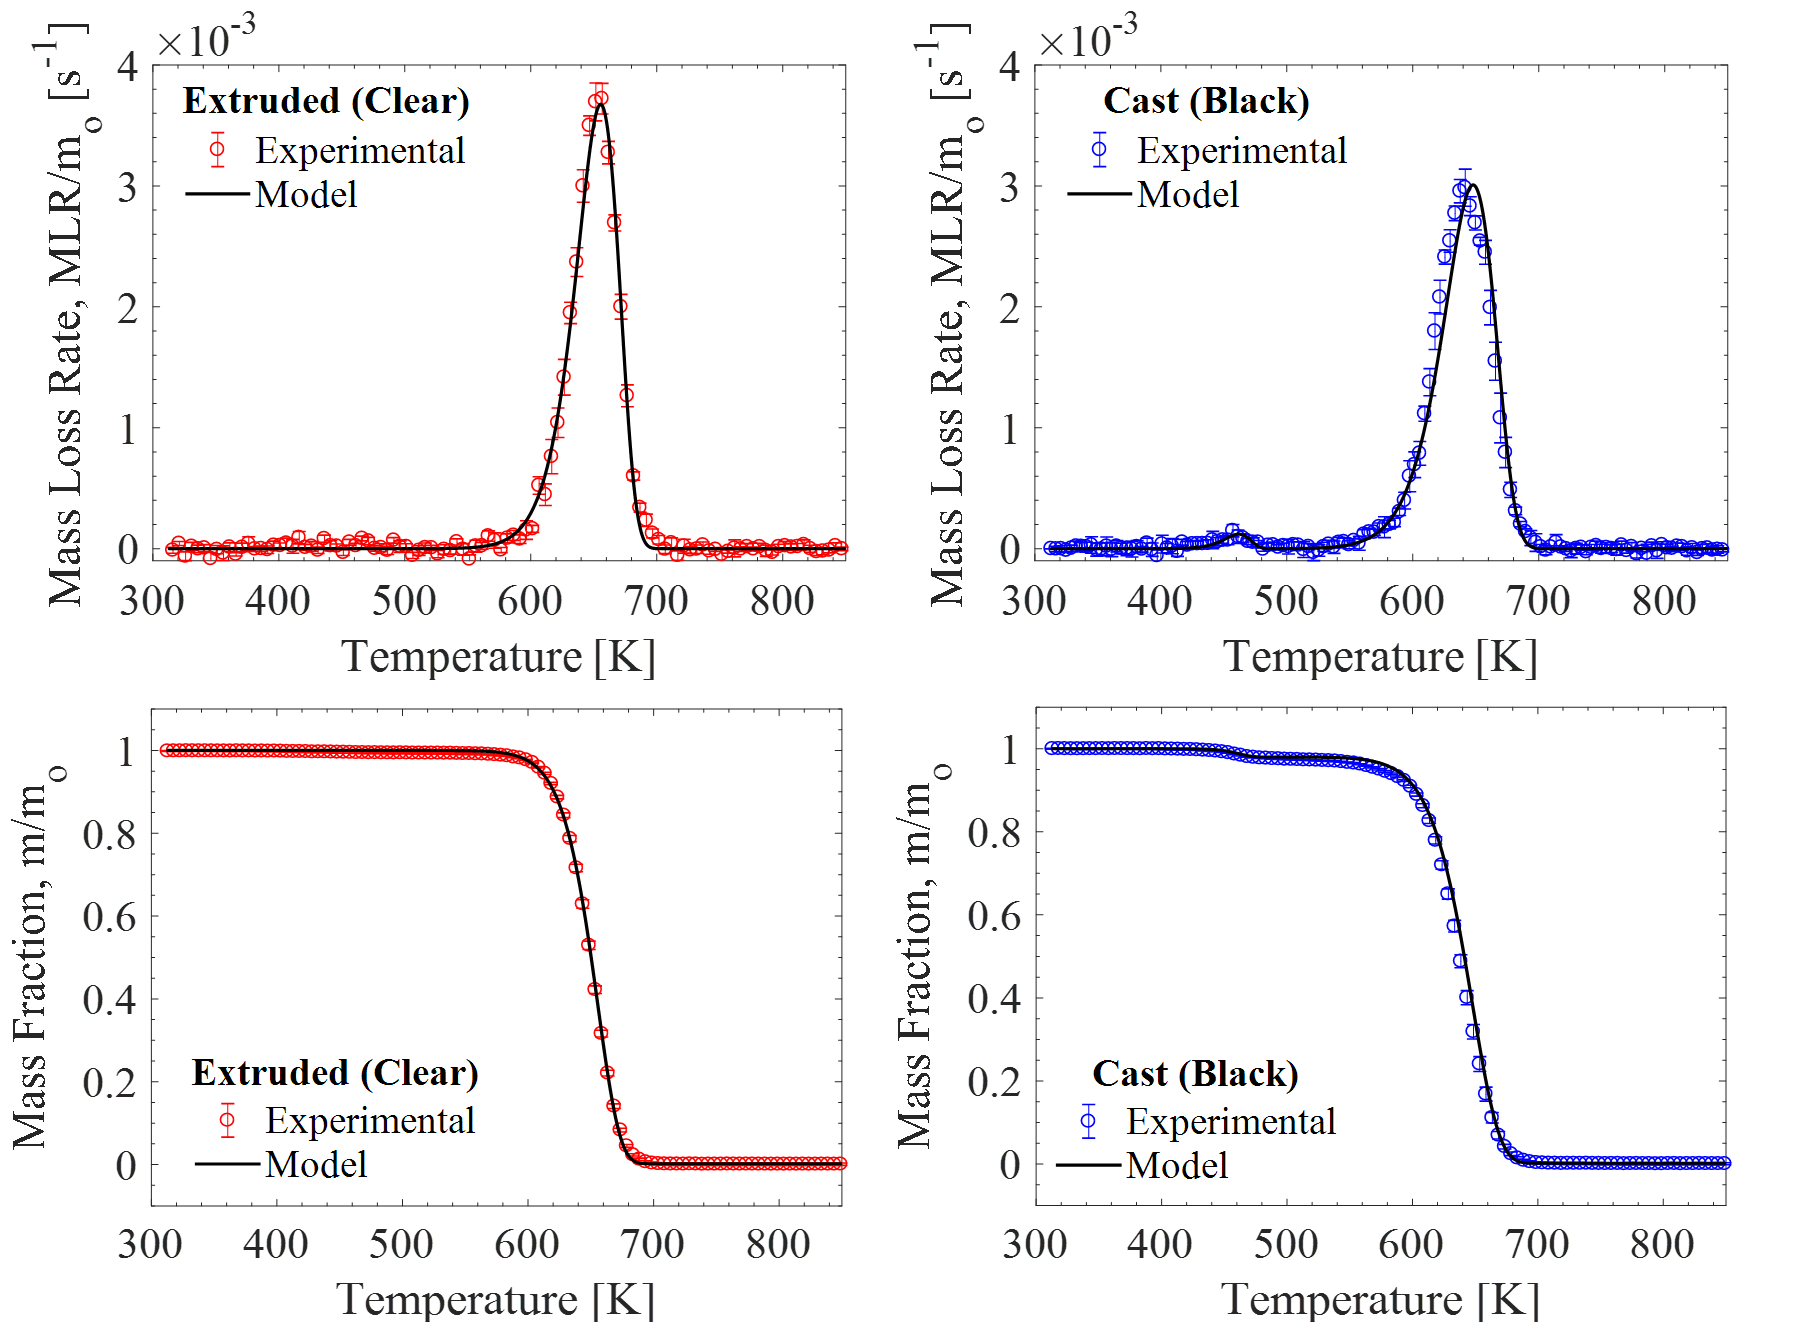 ×10⁻³
Mass Loss Rate, MLR/mₒ [s⁻¹]
4
3
2
1
0
Extruded (Clear)
Experimental
Model
300 400 500 600 700 800
Temperature [K]
×10⁻³
Mass Loss Rate, MLR/mₒ [s⁻¹]
4
3
2
1
0
Cast (Black)
Experimental
Model
300 400 500 600 700 800
Temperature [K]
Mass Fraction, m/mₒ
1
0.8
0.6
0.4
0.2
0
Extruded (Clear)
Experimental
Model
300 400 500 600 700 800
Temperature [K]
Mass Fraction, m/mₒ
1
0.8
0.6
0.4
0.2
0
Cast (Black)
Experimental
Model
300 400 500 600 700 800
Temperature [K]